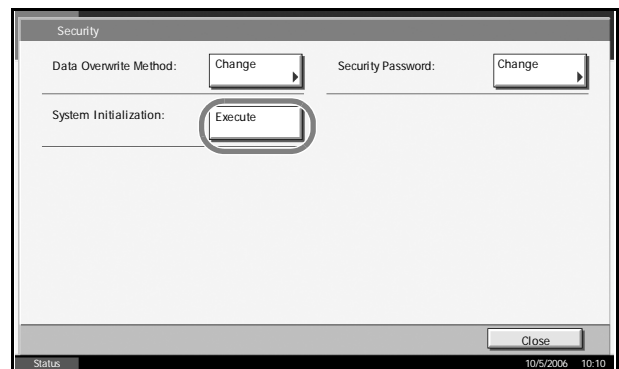 Security
Data Overwrite Method: Change Security Password: Change
System Initialization: Execute
Close
Status 10/5/2006 10:10